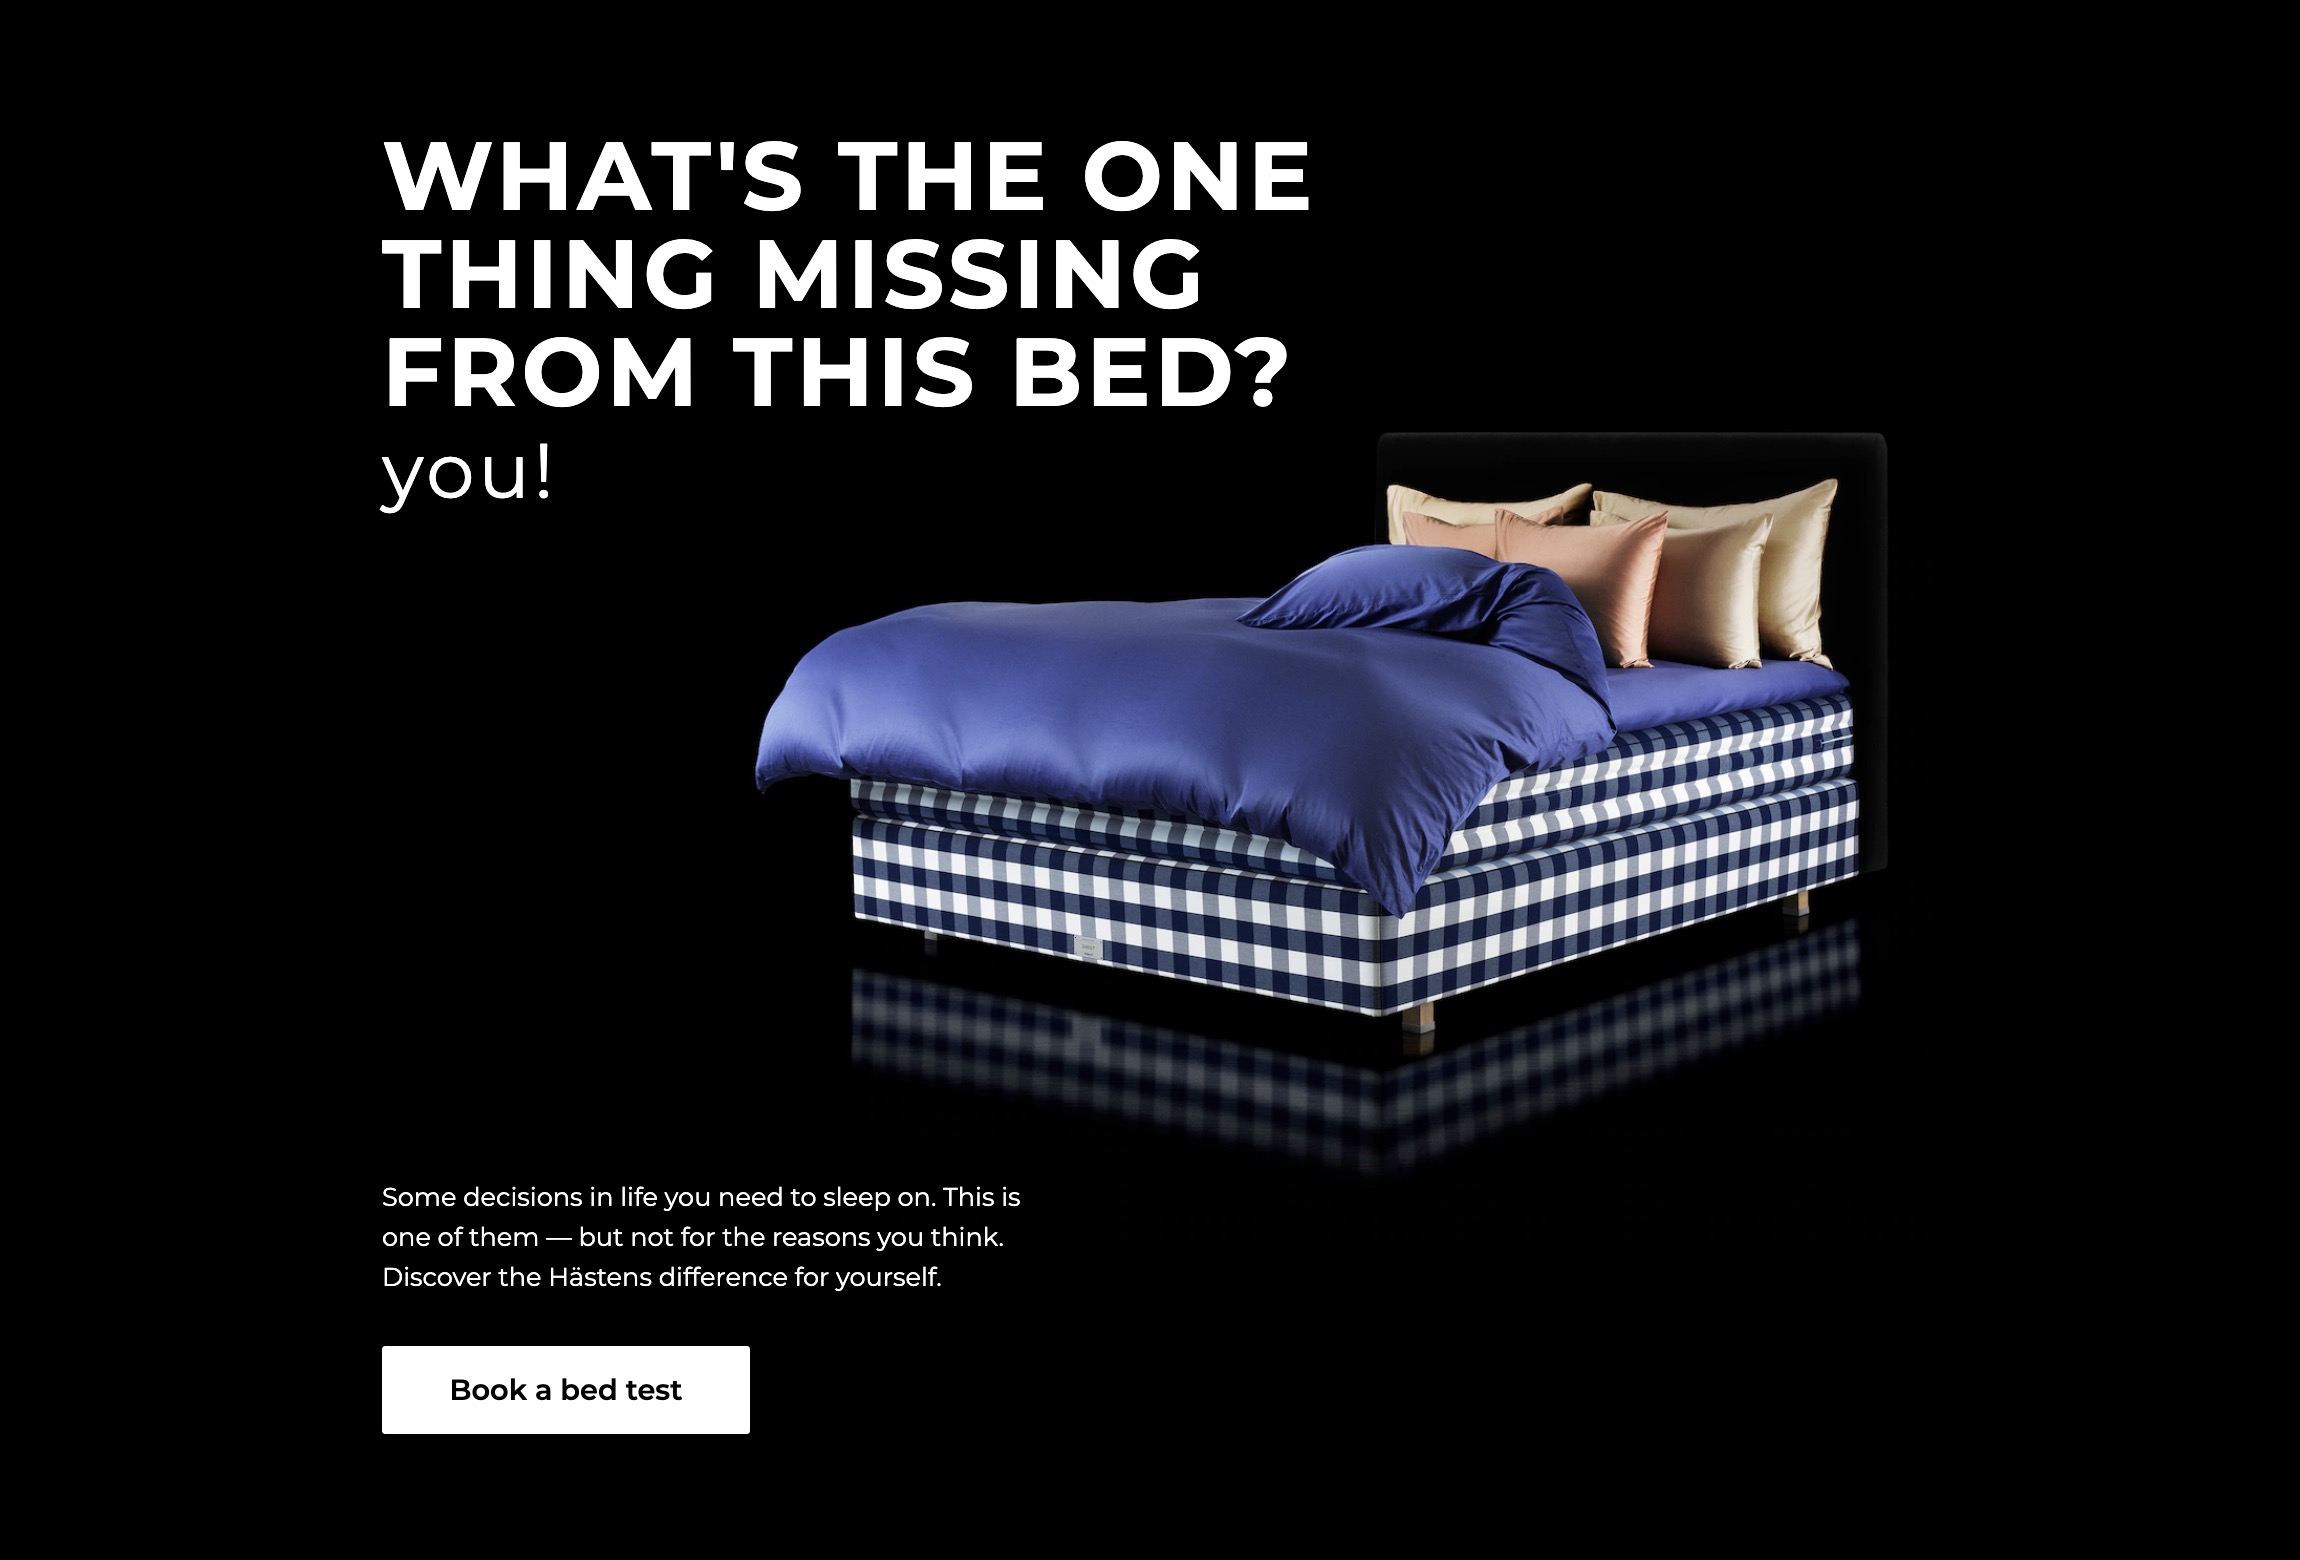 WHAT'S THE ONE
THING MISSING
FROM THIS BED?
you!
Some decisions in life you need to sleep on. This is
one of them — but not for the reasons you think.
Discover the Hästens difference for yourself.
Book a bed test